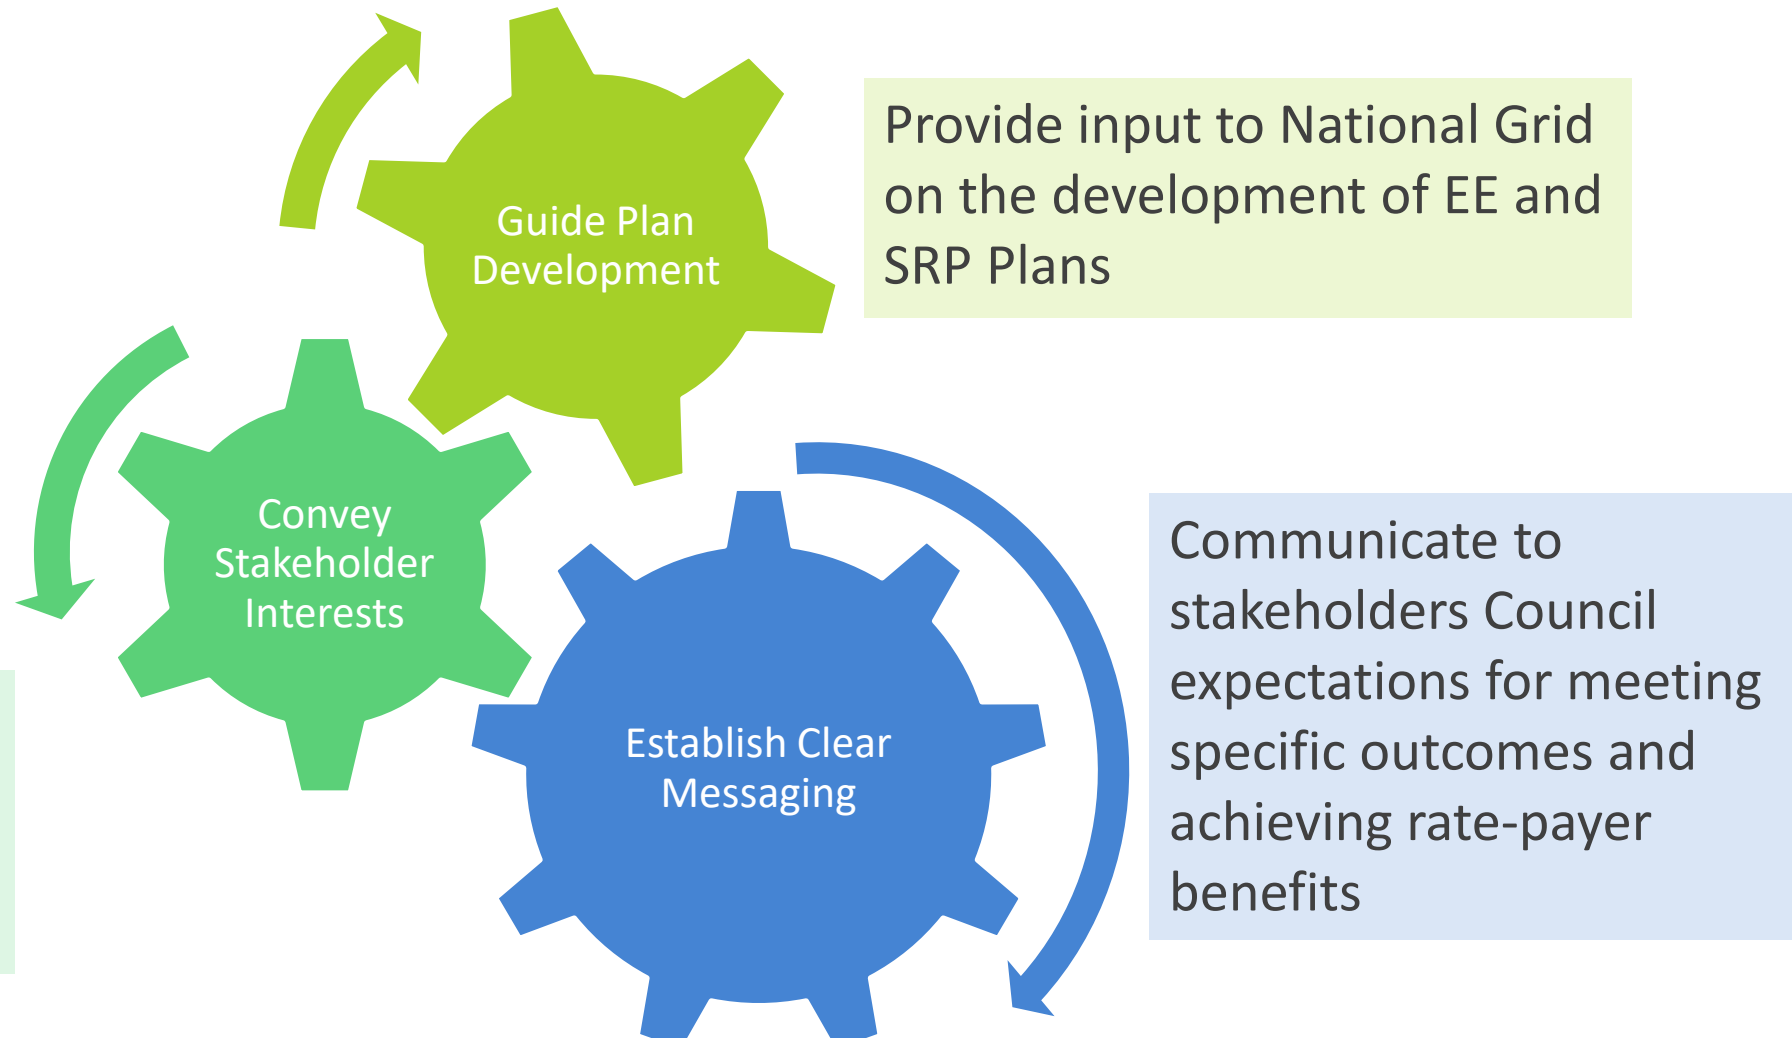 Guide Plan
Development
Provide input to National Grid
on the development of EE and
SRP Plans
Convey
Stakeholder
Interests
Establish Clear
Messaging
Communicate to
stakeholders Council
expectations for meeting
specific outcomes and
achieving rate-payer
benefits